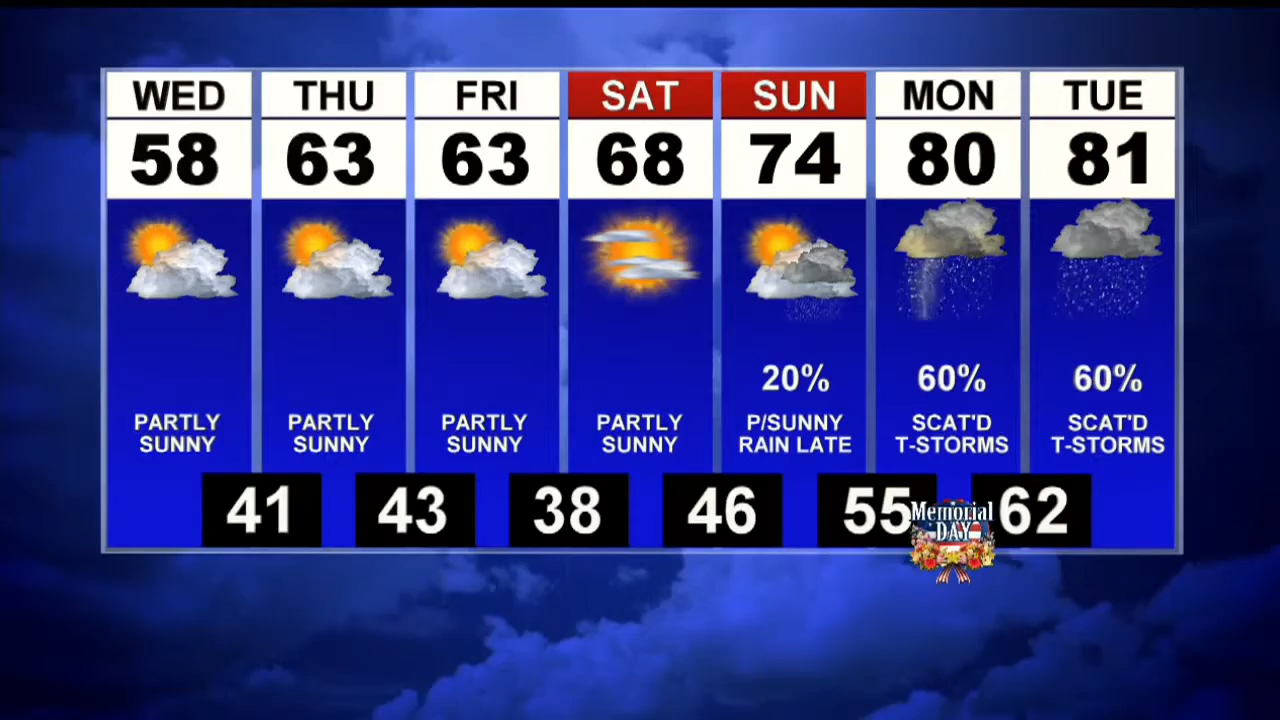 WED THU FRI SAT SUN MON TUE
58 63 63 68 74 80 81
20% 60% 60%
PARTLY PARTLY PARTLY PARTLY P/SUNNY SCAT'D SCAT'D
SUNNY SUNNY SUNNY SUNNY RAIN LATE T-STORMS T-STORMS
41 43 38 46 55 62
Memorial
DAY